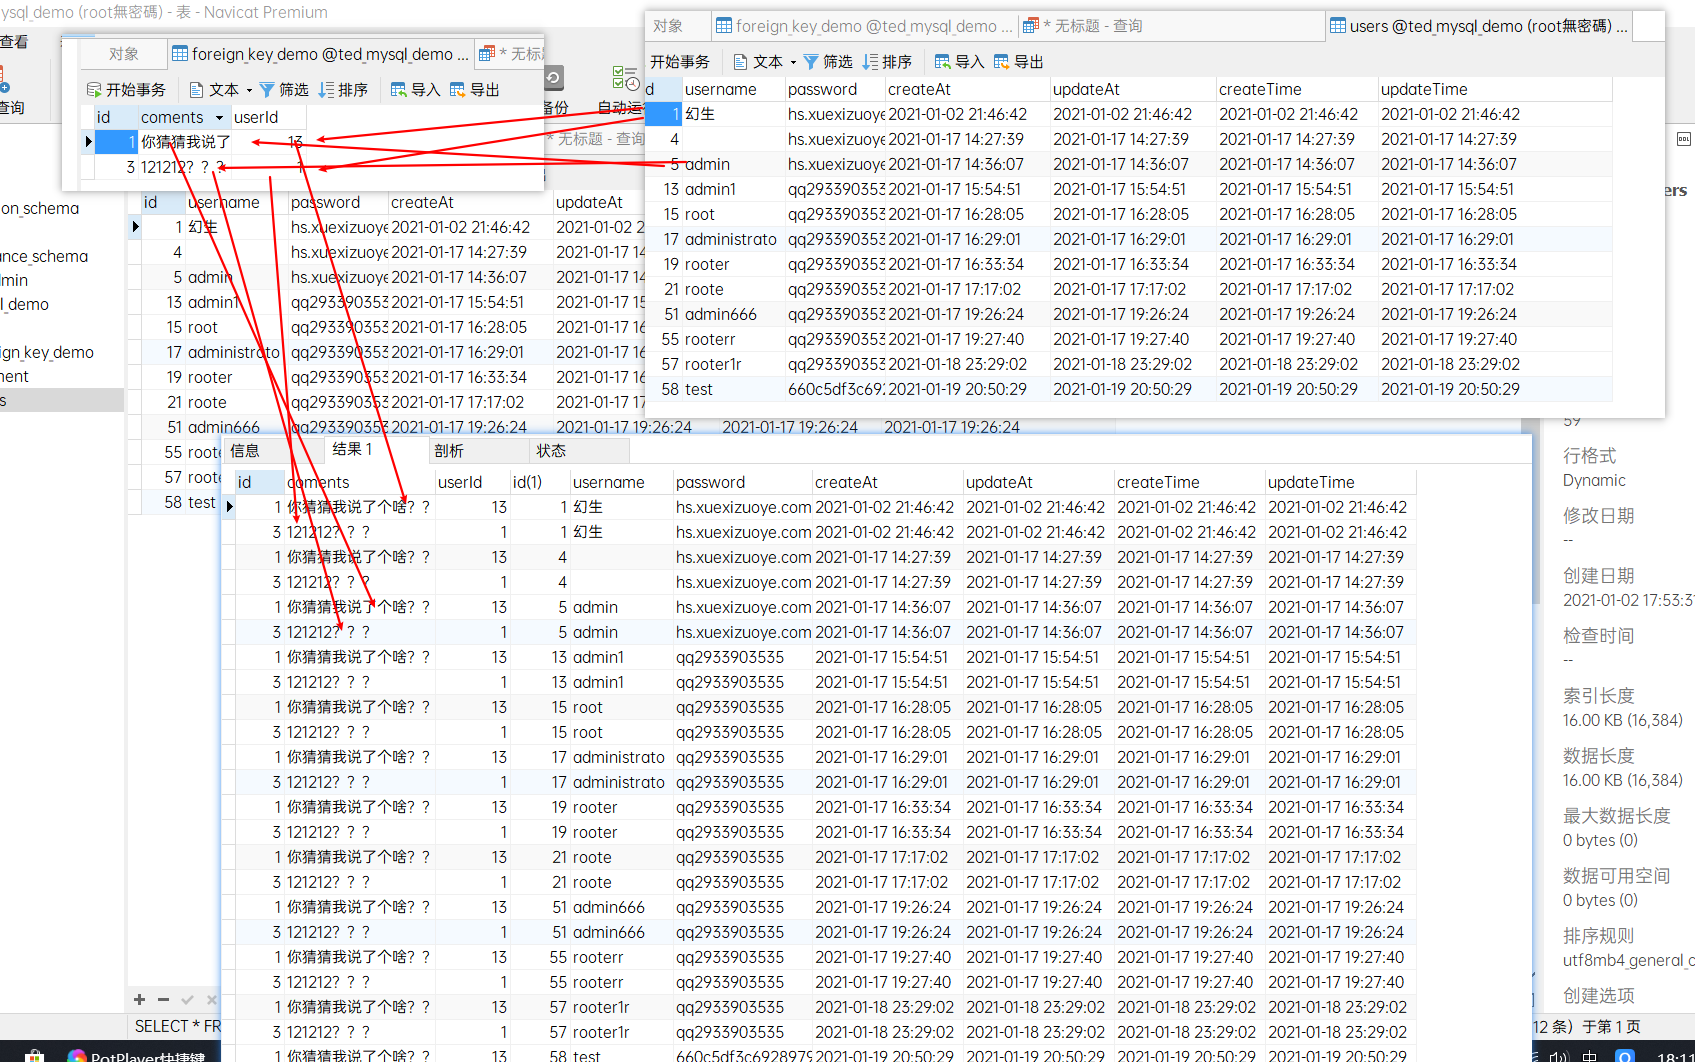 ysql_demo (root無密碼) - 表 - Navicat Premium
查看
查询
对象
foreign_key_demo @ted_mysql_demo ...
* 无标
开始事务
文本
筛选
排序
导入
导出
id coments userId
1 你猜猜我说了 13
3 121212？？？ 1
备份
自动运
* 无标题 - 查询
对象
foreign_key_demo @ted_mysql_demo ...
* 无标题 - 查询
users @ted_mysql_demo (root無密碼) ...
开始事务
文本
筛选
排序
导入
导出
d username password createAt updateAt createTime updateTime
1 幻生 hs.xuexizuoye 2021-01-02 21:46:42 2021-01-02 21:46:42 2021-01-02 21:46:42 2021-01-02 21:46:42
4 hs.xuexizuoye 2021-01-17 14:27:39 2021-01-17 14:27:39 2021-01-17 14:27:39 2021-01-17 14:27:39
5 admin hs.xuexizuoye 2021-01-17 14:36:07 2021-01-17 14:36:07 2021-01-17 14:36:07 2021-01-17 14:36:07
13 admin1 qq293390353 2021-01-17 15:54:51 2021-01-17 15:54:51 2021-01-17 15:54:51 2021-01-17 15:54:51
15 root qq293390353 2021-01-17 16:28:05 2021-01-17 16:28:05 2021-01-17 16:28:05 2021-01-17 16:28:05
17 administrato qq293390353 2021-01-17 16:29:01 2021-01-17 16:29:01 2021-01-17 16:29:01 2021-01-17 16:29:01
19 rooter qq293390353 2021-01-17 16:33:34 2021-01-17 16:33:34 2021-01-17 16:33:34 2021-01-17 16:33:34
21 roote qq293390353 2021-01-17 17:17:02 2021-01-17 17:17:02 2021-01-17 17:17:02 2021-01-17 17:17:02
51 admin666 qq293390353 2021-01-17 19:26:24 2021-01-17 19:26:24 2021-01-17 19:26:24 2021-01-17 19:26:24
55 rooterr qq293390353 2021-01-17 19:27:40 2021-01-17 19:27:40 2021-01-17 19:27:40 2021-01-17 19:27:40
57 rooter1r qq293390353 2021-01-18 23:29:02 2021-01-18 23:29:02 2021-01-18 23:29:02 2021-01-18 23:29:02
58 test 660c5df3c692 2021-01-19 20:50:29 2021-01-19 20:50:29 2021-01-19 20:50:29 2021-01-19 20:50:29
on_schema
ance_schema
min
l_demo
ign_key_demo
nent
s
id username password createAt updateAt
1 幻生 hs.xuexizuoye 2021-01-02 21:46:42 2021-01-02 2
4 hs.xuexizuoye 2021-01-17 14:27:39 2021-01-17 14
5 admin hs.xuexizuoye 2021-01-17 14:36:07 2021-01-17 14
13 admin1 qq293390353 2021-01-17 15:54:51 2021-01-17 15
15 root qq293390353 2021-01-17 16:28:05 2021-01-17 16
17 administrato qq293390353 2021-01-17 16:29:01 2021-01-17 16
19 rooter qq293390353 2021-01-17 16:33:34 2021-01-17 16
21 roote qq293390353 2021-01-17 17:17:02 2021-01-17 17
51 admin666 qq293390353 2021-01-17 19:26:24 2021-01-17 19:26:24 2021-01-17 19:26:24 2021-01-17 19:26:24
55 roote
57 roote
58 test
SELECT * FR
信息
结果 1
剖析
状态
id coments userId id(1) username password createAt updateAt createTime updateTime
1 你猜猜我说了个啥？？ 13 1 幻生 hs.xuexizuoye.com 2021-01-02 21:46:42 2021-01-02 21:46:42 2021-01-02 21:46:42 2021-01-02 21:46:42
3 121212？？？ 1 1 幻生 hs.xuexizuoye.com 2021-01-02 21:46:42 2021-01-02 21:46:42 2021-01-02 21:46:42 2021-01-02 21:46:42
1 你猜猜我说了个啥？？ 13 4 hs.xuexizuoye.com 2021-01-17 14:27:39 2021-01-17 14:27:39 2021-01-17 14:27:39 2021-01-17 14:27:39
3 121212？？？ 1 4 hs.xuexizuoye.com 2021-01-17 14:27:39 2021-01-17 14:27:39 2021-01-17 14:27:39 2021-01-17 14:27:39
1 你猜猜我说了个啥？？ 13 5 admin hs.xuexizuoye.com 2021-01-17 14:36:07 2021-01-17 14:36:07 2021-01-17 14:36:07 2021-01-17 14:36:07
3 121212？？？ 1 5 admin hs.xuexizuoye.com 2021-01-17 14:36:07 2021-01-17 14:36:07 2021-01-17 14:36:07 2021-01-17 14:36:07
1 你猜猜我说了个啥？？ 13 13 admin1 qq2933903535 2021-01-17 15:54:51 2021-01-17 15:54:51 2021-01-17 15:54:51 2021-01-17 15:54:51
3 121212？？？ 1 13 admin1 qq2933903535 2021-01-17 15:54:51 2021-01-17 15:54:51 2021-01-17 15:54:51 2021-01-17 15:54:51
1 你猜猜我说了个啥？？ 13 15 root qq2933903535 2021-01-17 16:28:05 2021-01-17 16:28:05 2021-01-17 16:28:05 2021-01-17 16:28:05
3 121212？？？ 1 15 root qq2933903535 2021-01-17 16:28:05 2021-01-17 16:28:05 2021-01-17 16:28:05 2021-01-17 16:28:05
1 你猜猜我说了个啥？？ 13 17 administrato qq2933903535 2021-01-17 16:29:01 2021-01-17 16:29:01 2021-01-17 16:29:01 2021-01-17 16:29:01
3 121212？？？ 1 17 administrato qq2933903535 2021-01-17 16:29:01 2021-01-17 16:29:01 2021-01-17 16:29:01 2021-01-17 16:29:01
1 你猜猜我说了个啥？？ 13 19 rooter qq2933903535 2021-01-17 16:33:34 2021-01-17 16:33:34 2021-01-17 16:33:34 2021-01-17 16:33:34
3 121212？？？ 1 19 rooter qq2933903535 2021-01-17 16:33:34 2021-01-17 16:33:34 2021-01-17 16:33:34 2021-01-17 16:33:34
1 你猜猜我说了个啥？？ 13 21 roote qq2933903535 2021-01-17 17:17:02 2021-01-17 17:17:02 2021-01-17 17:17:02 2021-01-17 17:17:02
3 121212？？？ 1 21 roote qq2933903535 2021-01-17 17:17:02 2021-01-17 17:17:02 2021-01-17 17:17:02 2021-01-17 17:17:02
1 你猜猜我说了个啥？？ 13 51 admin666 qq2933903535 2021-01-17 19:26:24 2021-01-17 19:26:24 2021-01-17 19:26:24 2021-01-17 19:26:24
3 121212？？？ 1 51 admin666 qq2933903535 2021-01-17 19:26:24 2021-01-17 19:26:24 2021-01-17 19:26:24 2021-01-17 19:26:24
1 你猜猜我说了个啥？？ 13 55 rooterr qq2933903535 2021-01-17 19:27:40 2021-01-17 19:27:40 2021-01-17 19:27:40 2021-01-17 19:27:40
3 121212？？？ 1 55 rooterr qq2933903535 2021-01-17 19:27:40 2021-01-17 19:27:40 2021-01-17 19:27:40 2021-01-17 19:27:40
1 你猜猜我说了个啥？？ 13 57 rooter1r qq2933903535 2021-01-18 23:29:02 2021-01-18 23:29:02 2021-01-18 23:29:02 2021-01-18 23:29:02
3 121212？？？ 1 57 rooter1r qq2933903535 2021-01-18 23:29:02 2021-01-18 23:29:02 2021-01-18 23:29:02 2021-01-18 23:29:02
1 你猜猜我说了个啥？？ 13 58 test 660c5df3c6928979 2021-01-19 20:50:29 2021-01-19 20:50:29 2021-01-19 20:50:29 2021-01-19 20:50:29
DDL
ers
59
行格式
Dynamic
修改日期
--
创建日期
2021-01-02 17:53:3
检查时间
--
索引长度
16.00 KB (16,384)
数据长度
16.00 KB (16,384)
最大数据长度
0 bytes (0)
数据可用空间
0 bytes (0)
排序规则
utf8mb4_general_c
创建选项
12 条）于第 1 页
PotPlayer快捷键
中
18:11